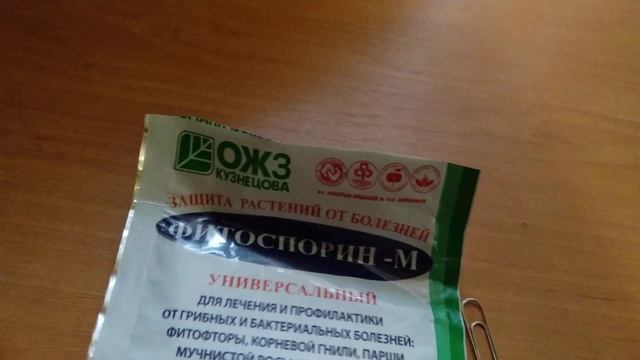 ОЖЗ
КУЗНЕЦОВА
ЗАЩИТА РАСТЕНИЙ ОТ БОЛЕЗНЕЙ
ФИТОСПОРИН -М
УНИВЕРСАЛЬНЫЙ
ДЛЯ ЛЕЧЕНИЯ И ПРОФИЛАКТИКИ
ОТ ГРИБНЫХ И БАКТЕРИАЛЬНЫХ БОЛЕЗНЕЙ:
ФИТОФТОРЫ, КОРНЕВОЙ ГНИЛИ, ПАРШИ
МУЧНИСТОЙ